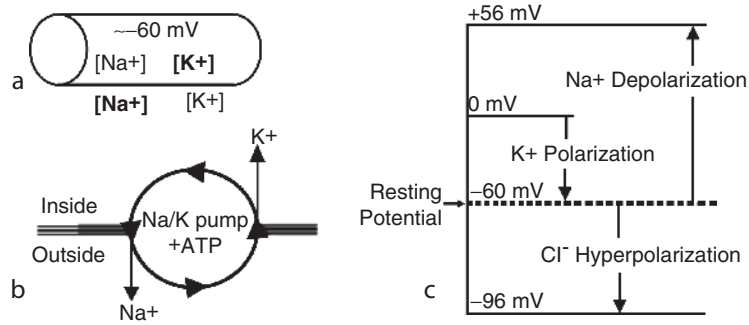 ~–60 mV
[Na+] [K+]
a
[Na+] [K+]
K+
Inside
Na/K pump
+ATP
Outside
b
Na+
+56 mV
Na+ Depolarization
0 mV
K+ Polarization
Resting
Potential
–60 mV
Cl⁻ Hyperpolarization
c
–96 mV